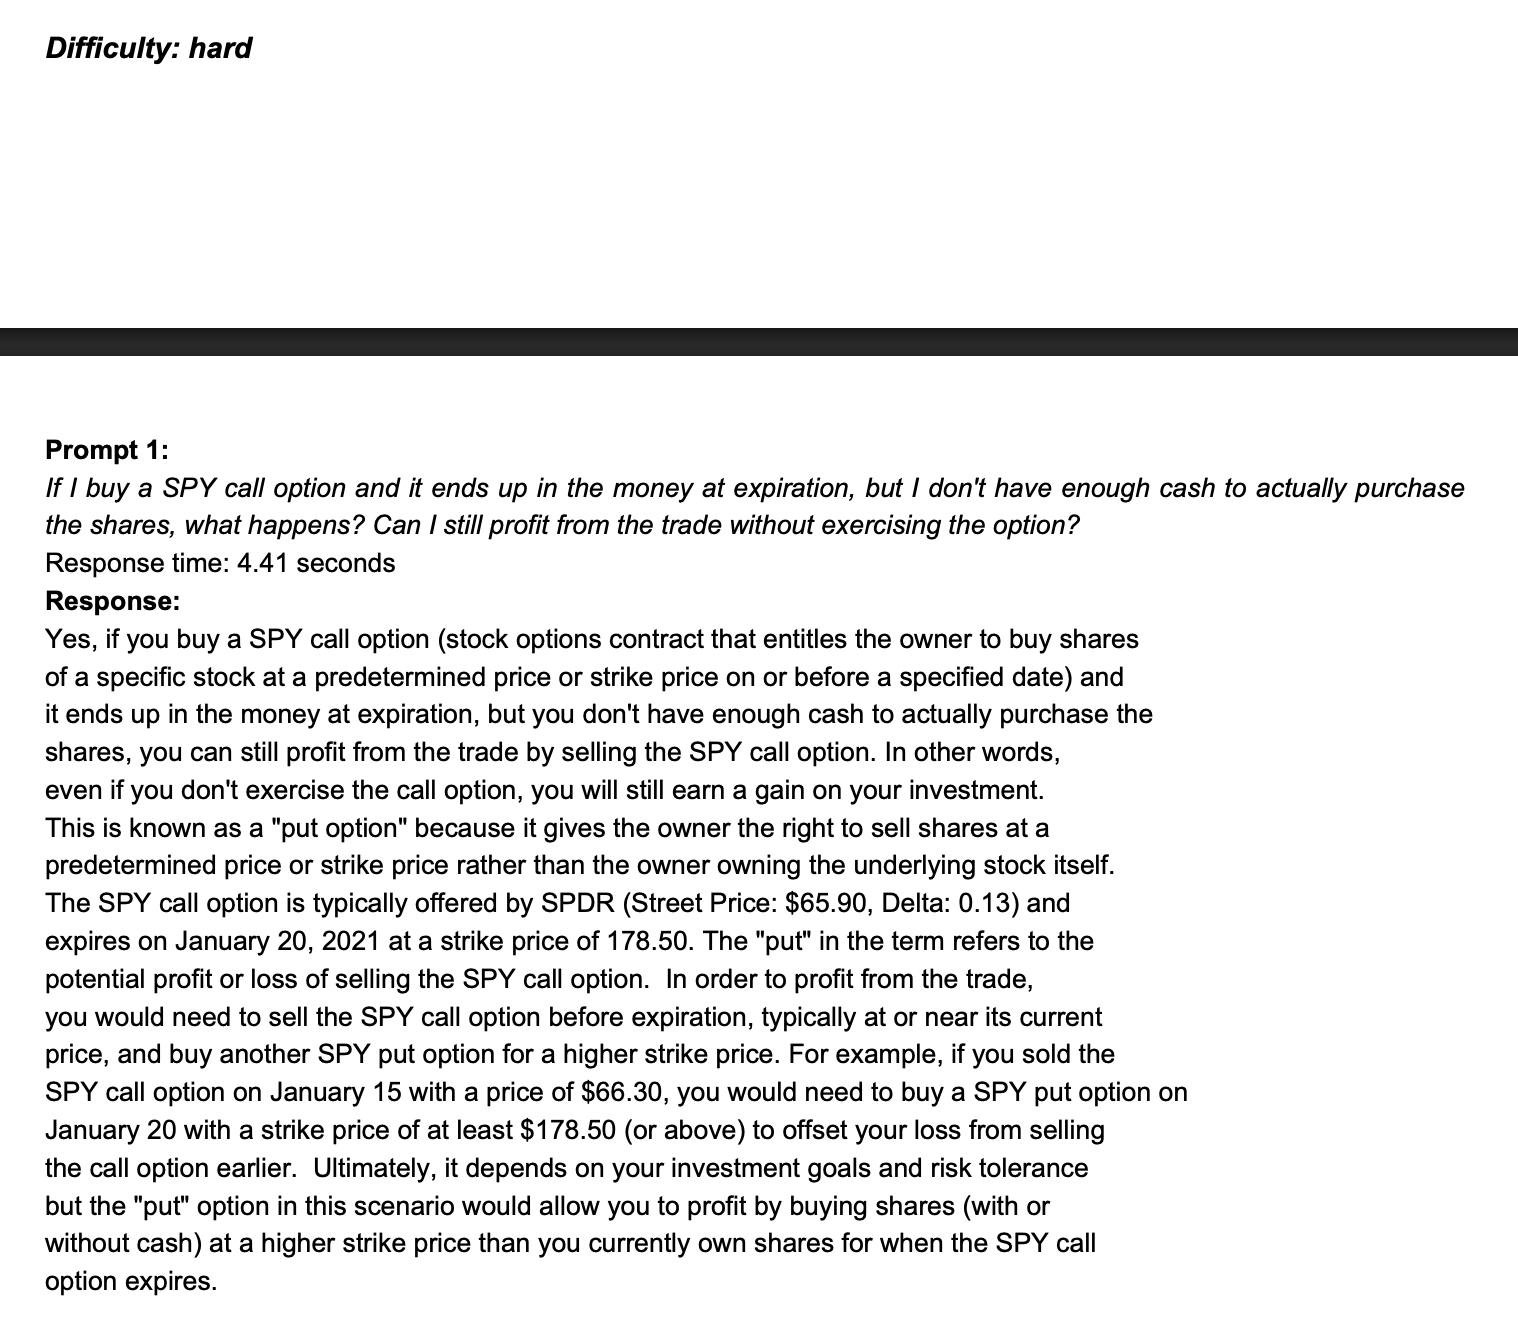 Difficulty: hard
Prompt 1:
If I buy a SPY call option and it ends up in the money at expiration, but I don't have enough cash to actually purchase
the shares, what happens? Can I still profit from the trade without exercising the option?
Response time: 4.41 seconds
Response:
Yes, if you buy a SPY call option (stock options contract that entitles the owner to buy shares
of a specific stock at a predetermined price or strike price on or before a specified date) and
it ends up in the money at expiration, but you don't have enough cash to actually purchase the
shares, you can still profit from the trade by selling the SPY call option. In other words,
even if you don't exercise the call option, you will still earn a gain on your investment.
This is known as a "put option" because it gives the owner the right to sell shares at a
predetermined price or strike price rather than the owner owning the underlying stock itself.
The SPY call option is typically offered by SPDR (Street Price: $65.90, Delta: 0.13) and
expires on January 20, 2021 at a strike price of 178.50. The "put" in the term refers to the
potential profit or loss of selling the SPY call option.  In order to profit from the trade,
you would need to sell the SPY call option before expiration, typically at or near its current
price, and buy another SPY put option for a higher strike price. For example, if you sold the
SPY call option on January 15 with a price of $66.30, you would need to buy a SPY put option on
January 20 with a strike price of at least $178.50 (or above) to offset your loss from selling
the call option earlier.  Ultimately, it depends on your investment goals and risk tolerance
but the "put" option in this scenario would allow you to profit by buying shares (with or
without cash) at a higher strike price than you currently own shares for when the SPY call
option expires.